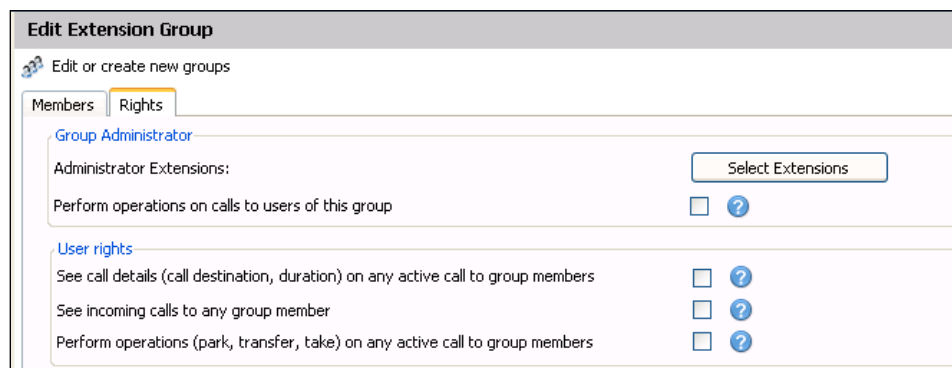 Edit Extension Group
Edit or create new groups
Members Rights
Group Administrator
Administrator Extensions: Select Extensions
Perform operations on calls to users of this group ?
User rights
See call details (call destination, duration) on any active call to group members ?
See incoming calls to any group member ?
Perform operations (park, transfer, take) on any active call to group members ?